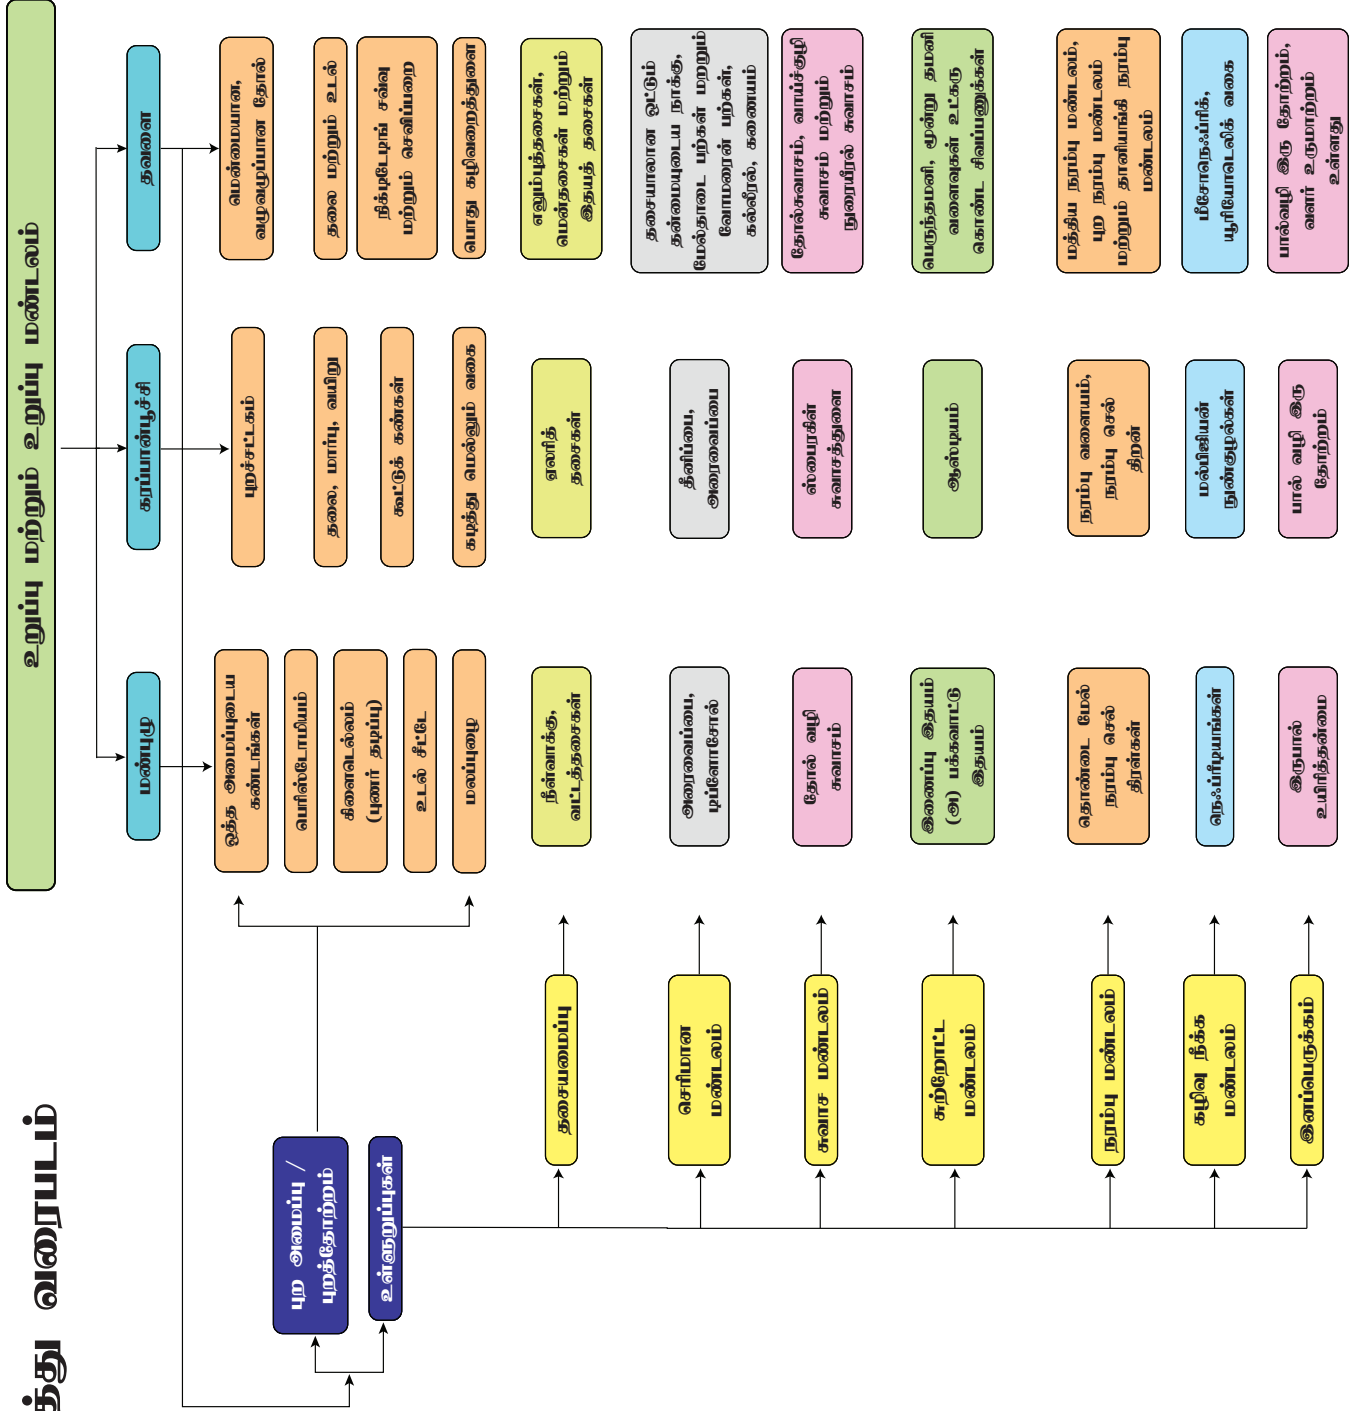 த்து வரைபடம்
உறுப்பு மற்றும் உறுப்பு மண்டலம்
மண்புழு
கரப்பான்பூச்சி
தவளை
புற அமைப்பு /
புறத்தோற்றம்
உள்ளுறுப்புகள்
ஒத்த அமைப்புடைய
கண்டங்கள்
பெரிஸ்டோமியம்
கிளைடெல்லம்
(புணர் தடிப்பு)
உடல் சீட்டே
மலப்புழை
புறச்சட்டகம்
தலை, மார்பு, வயிறு
கூட்டுக் கண்கள்
கடித்து மெல்லும் வகை
மென்மையான,
வழுவழுப்பான தோல்
தலை மற்றும் உடல்
நிக்டிடேடிங் சவ்வு
மற்றும் செவிப்பறை
பொது கழிவறைத்துளை
தசையமைப்பு
நீள்வாக்கு,
வட்டத்தசைகள்
ஏலரித்
தசைகள்
எலும்புத்தசைகள்,
மென்தசைகள் மற்றும்
இதயத் தசைகள்
செரிமான
மண்டலம்
அரைவைப்பை,
டிப்ளோசோல்
தீனிப்பை,
அரைவைப்பை
தசையாலான ஒட்டும்
தன்மையுடைய நாக்கு,
மேல்தாடை பற்கள் மற்றும்
வோமரைன் பற்கள்,
கல்லீரல், கணையம்
சுவாச மண்டலம்
தோல் வழி
சுவாசம்
ஸ்பைரகிள்
சுவாசத்துளை
தோல்சுவாசம், வாய்க்குழி
சுவாசம் மற்றும்
நுரையீரல் சுவாசம்
சுற்றோட்ட
மண்டலம்
இணைப்பு இதயம்
(அ) பக்கவாட்டு
இதயம்
ஆஸ்டியம்
பெருந்தமனி, மூன்று தமனி
வளைவுகள் உட்கரு
கொண்ட சிவப்பணுக்கள்
நரம்பு மண்டலம்
தொண்டை மேல்
நரம்பு செல்
திரள்கள்
நரம்பு வளையம்,
நரம்பு செல்
திறன்
மத்திய நரம்பு மண்டலம்,
புற நரம்பு மண்டலம்
மற்றும் தானியங்கி நரம்பு
மண்டலம்
கழிவு நீக்க
மண்டலம்
நெஃப்ரீடியங்கள்
மல்பிஜியன்
நுண்குழல்கள்
மீசோநெஃப்ரிக்,
யூரியோடெலிக் வகை
இனப்பெருக்கம்
இருபால்
உயிரித்தன்மை
பால் வழி இரு
தோற்றம்
பால்வழி இரு தோற்றம்,
வளர் உருமாற்றம்
உள்ளது